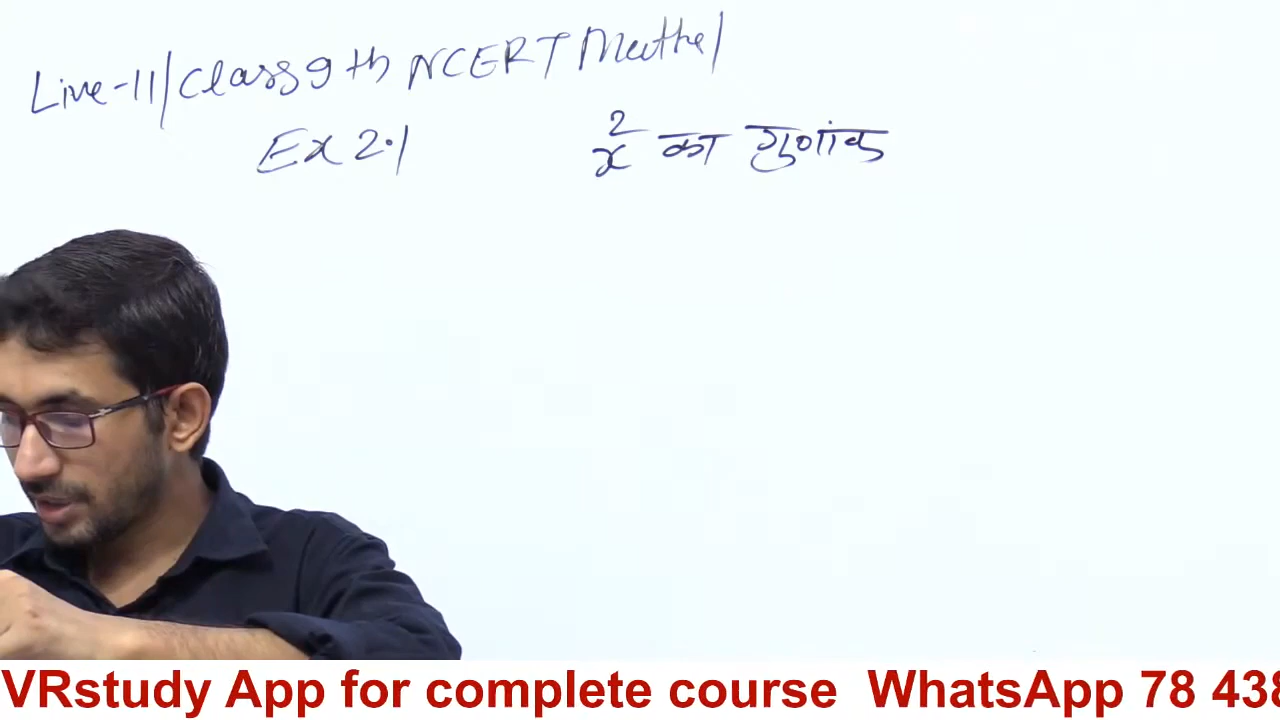 Live-11/Class 9th NCERT Maths/
Ex 2.1 x² का गुणांक
VRstudy App for complete course WhatsApp 78 438